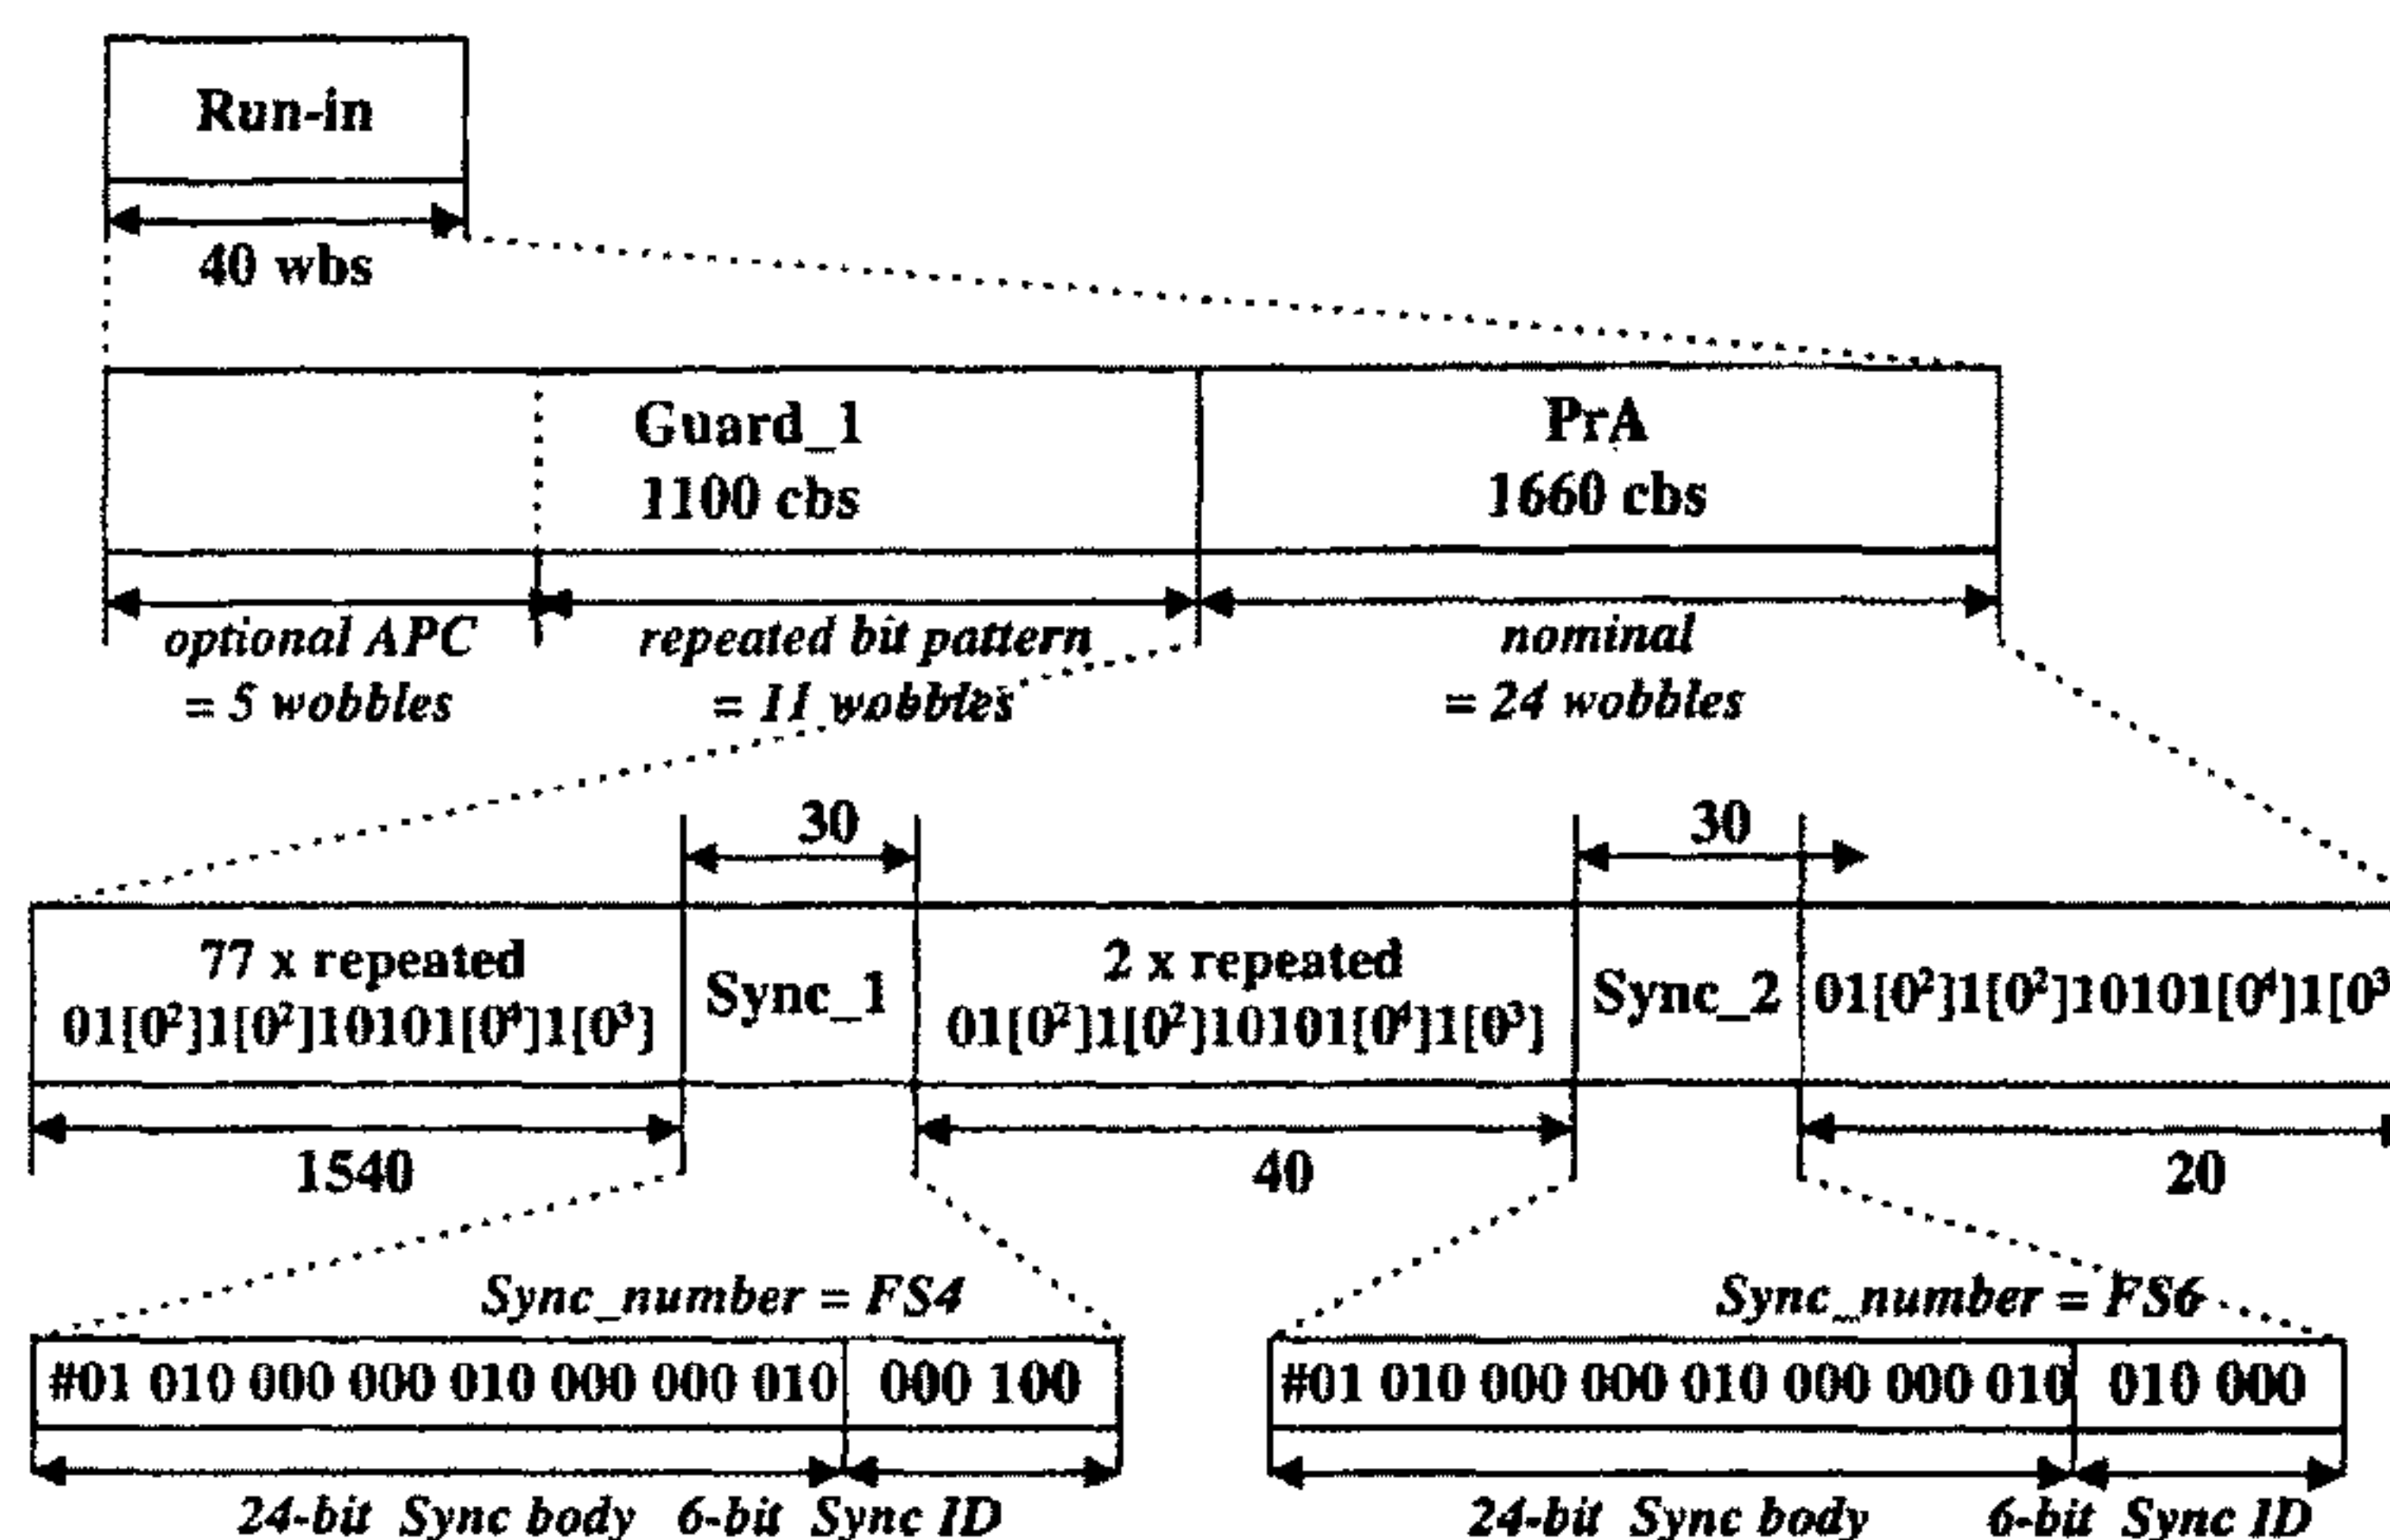 Run-in
40 wbs
Guard_1
1100 cbs
PrA
1660 cbs
optional APC
= 5 wobbles
repeated bit pattern
= 11 wobbles
nominal
= 24 wobbles
30
30
77 x repeated
01[0²]1[0²]10101[0⁴]1[0³]
Sync_1
2 x repeated
01[0²]1[0²]10101[0⁴]1[0³]
Sync_2
01[0²]1[0²]10101[0⁴]1[0³
1540
40
20
Sync_number = FS4
Sync_number = FS6
#01 010 000 000 010 000 000 010
000 100
#01 010 000 000 010 000 000 010
010 000
24-bit Sync body
6-bit Sync ID
24-bit Sync body
6-bit Sync ID